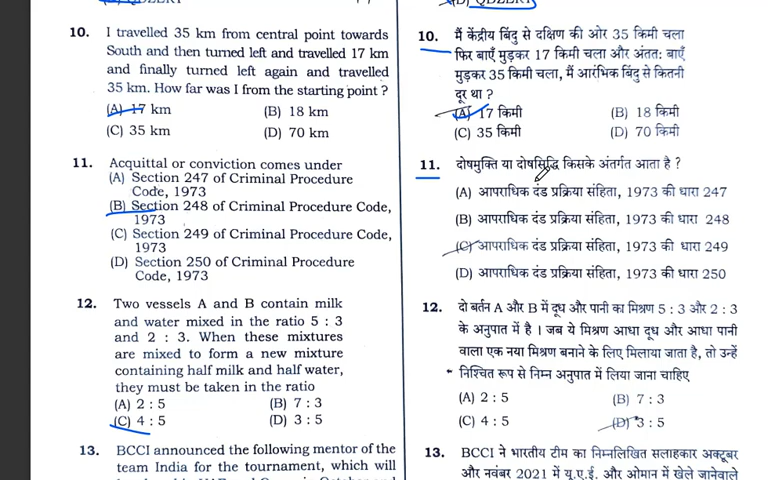 10. I travelled 35 km from central point towards
South and then turned left and travelled 17 km
and finally turned left again and travelled
35 km. How far was I from the starting point ?
(A) 17 km (B) 18 km
(C) 35 km (D) 70 km
11. Acquittal or conviction comes under
(A) Section 247 of Criminal Procedure
Code, 1973
(B) Section 248 of Criminal Procedure Code,
1973
(C) Section 249 of Criminal Procedure Code,
1973
(D) Section 250 of Criminal Procedure
Code, 1973
12. Two vessels A and B contain milk
and water mixed in the ratio 5 : 3
and 2 : 3. When these mixtures
are mixed to form a new mixture
containing half milk and half water,
they must be taken in the ratio
(A) 2 : 5 (B) 7 : 3
(C) 4 : 5 (D) 3 : 5
13. BCCI announced the following mentor of the
team India for the tournament, which will
10. मैं केंद्रीय बिंदु से दक्षिण की ओर 35 किमी चला
फिर बाएँ मुड़कर 17 किमी चला और अंततः बाएँ
मुड़कर 35 किमी चला, मैं आरंभिक बिंदु से कितनी
दूर था ?
(A) 17 किमी (B) 18 किमी
(C) 35 किमी (D) 70 किमी
11. दोषमुक्ति या दोषसिद्धि किसके अंतर्गत आता है ?
(A) आपराधिक दंड प्रक्रिया संहिता, 1973 की धारा 247
(B) आपराधिक दंड प्रक्रिया संहिता, 1973 की धारा 248
(C) आपराधिक दंड प्रक्रिया संहिता, 1973 की धारा 249
(D) आपराधिक दंड प्रक्रिया संहिता, 1973 की धारा 250
12. दो बर्तन A और B में दूध और पानी का मिश्रण 5 : 3 और 2 : 3
के अनुपात में है । जब ये मिश्रण आधा दूध और आधा पानी
वाला एक नया मिश्रण बनाने के लिए मिलाया जाता है, तो उन्हें
निश्चित रूप से निम्न अनुपात में लिया जाना चाहिए
(A) 2 : 5 (B) 7 : 3
(C) 4 : 5 (D) 3 : 5
13. BCCI ने भारतीय टीम का निम्नलिखित सलाहकार अक्टूबर
और नवंबर 2021 में यू.ए.ई. और ओमान में खेले जानेवाले